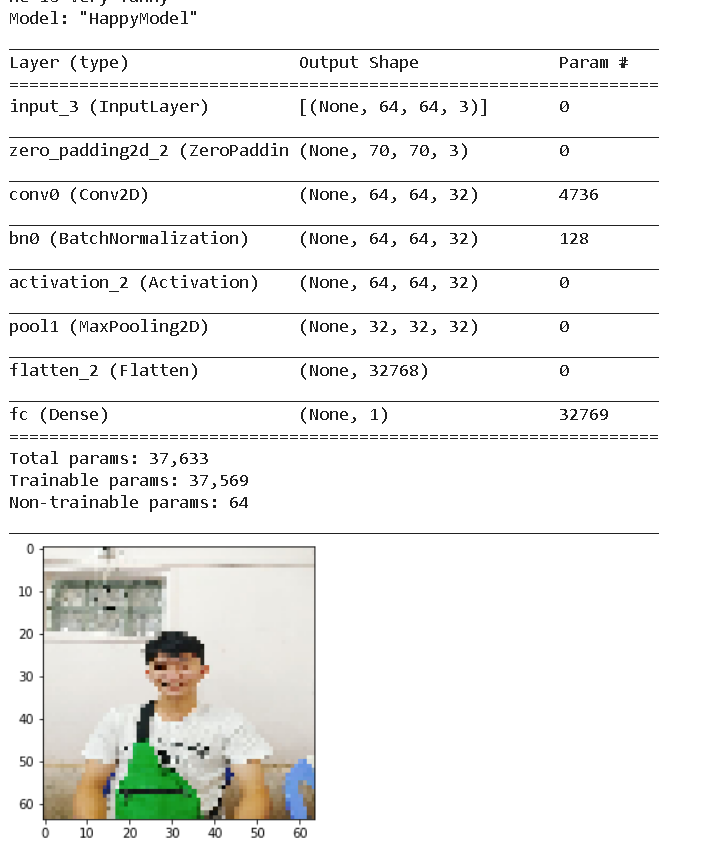 He is very funny
Model: "HappyModel"
Layer (type) Output Shape Param #
input_3 (InputLayer) [(None, 64, 64, 3)] 0
zero_padding2d_2 (ZeroPaddin (None, 70, 70, 3) 0
conv0 (Conv2D) (None, 64, 64, 32) 4736
bn0 (BatchNormalization) (None, 64, 64, 32) 128
activation_2 (Activation) (None, 64, 64, 32) 0
pool1 (MaxPooling2D) (None, 32, 32, 32) 0
flatten_2 (Flatten) (None, 32768) 0
fc (Dense) (None, 1) 32769
Total params: 37,633
Trainable params: 37,569
Non-trainable params: 64
0
10
20
30
40
50
60
0 10 20 30 40 50 60